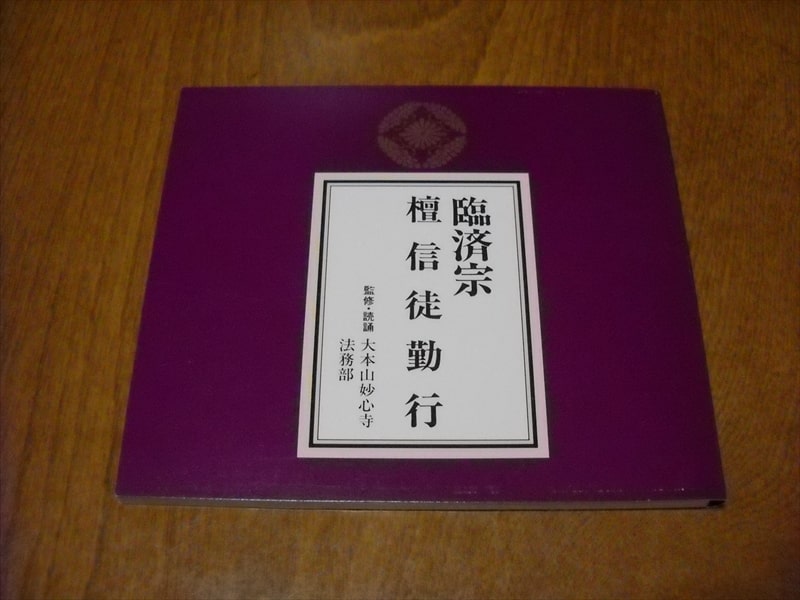 臨済宗
檀信徒勤行
監修・読誦
大本山妙心寺
法務部